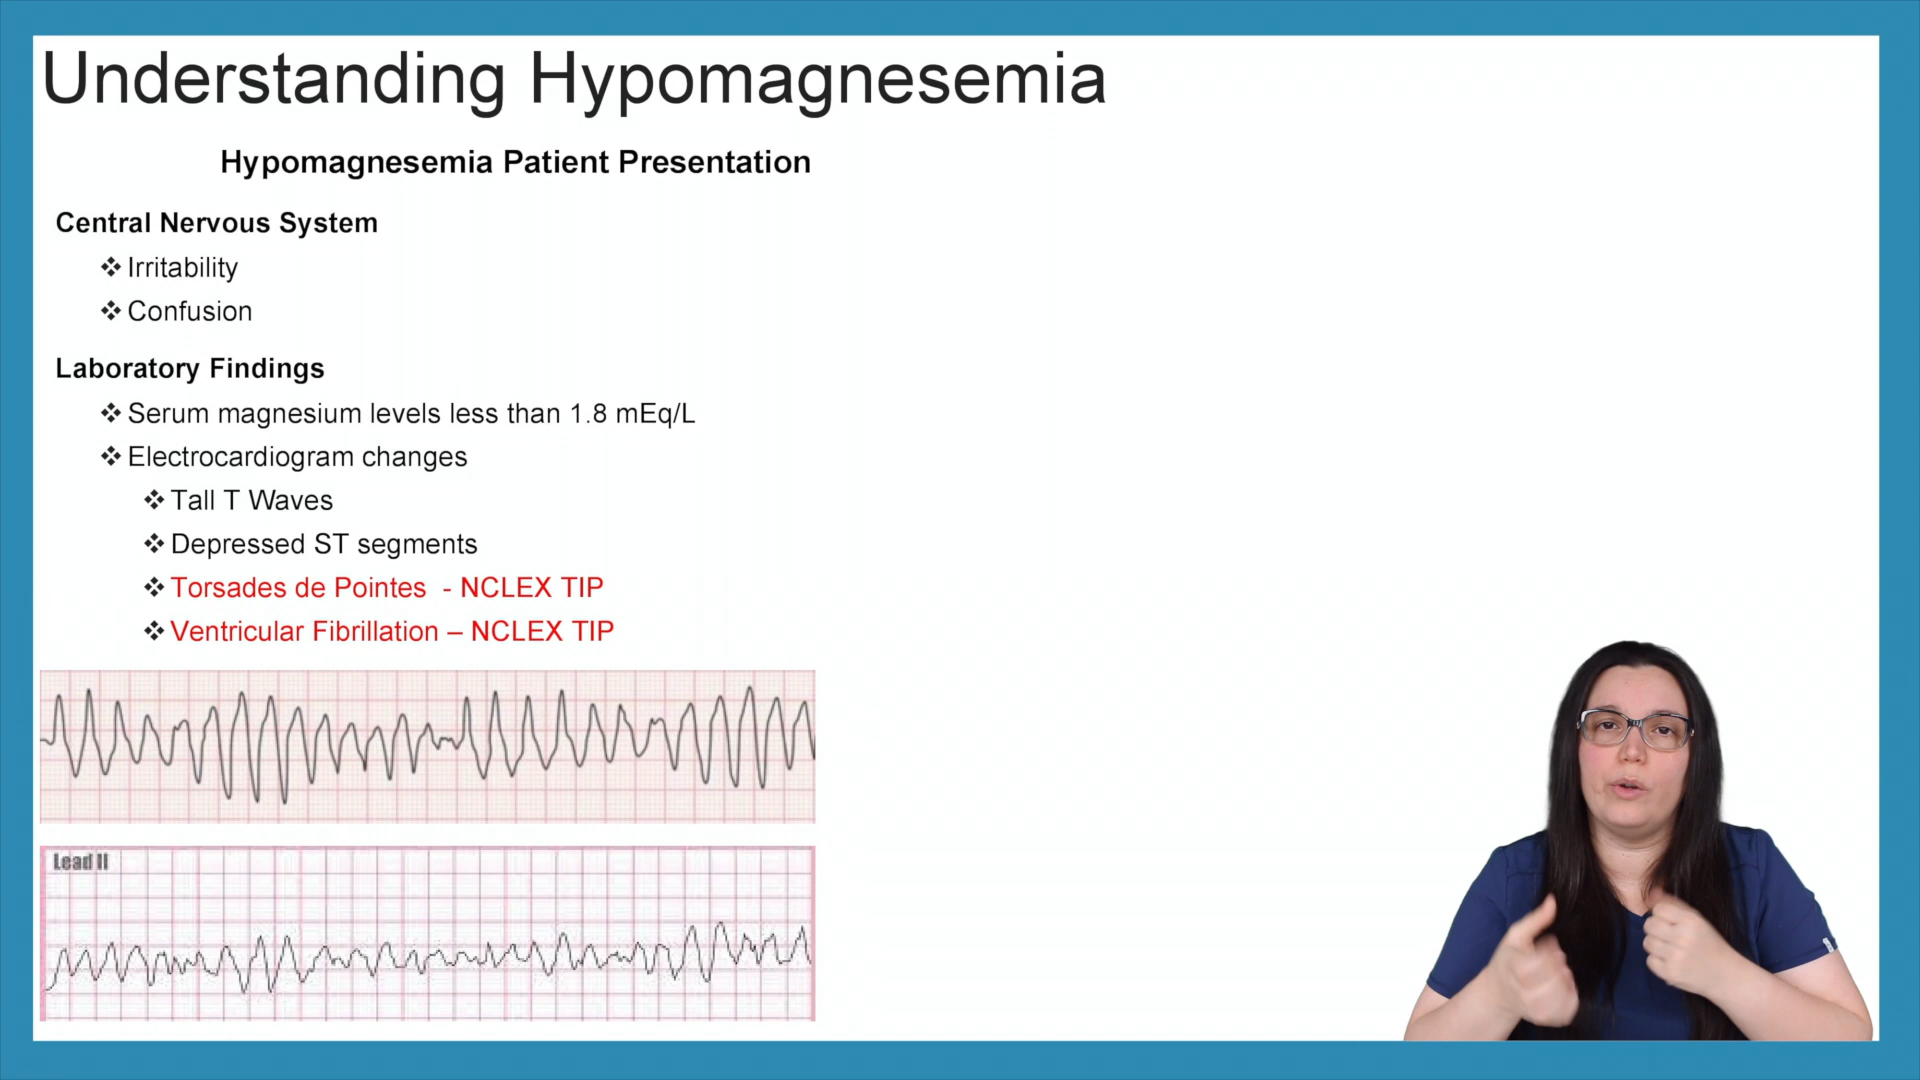 Understanding Hypomagnesemia
Hypomagnesemia Patient Presentation
Central Nervous System
❖ Irritability
❖ Confusion
Laboratory Findings
❖ Serum magnesium levels less than 1.8 mEq/L
❖ Electrocardiogram changes
❖ Tall T Waves
❖ Depressed ST segments
❖ Torsades de Pointes - NCLEX TIP
❖ Ventricular Fibrillation – NCLEX TIP
Lead II